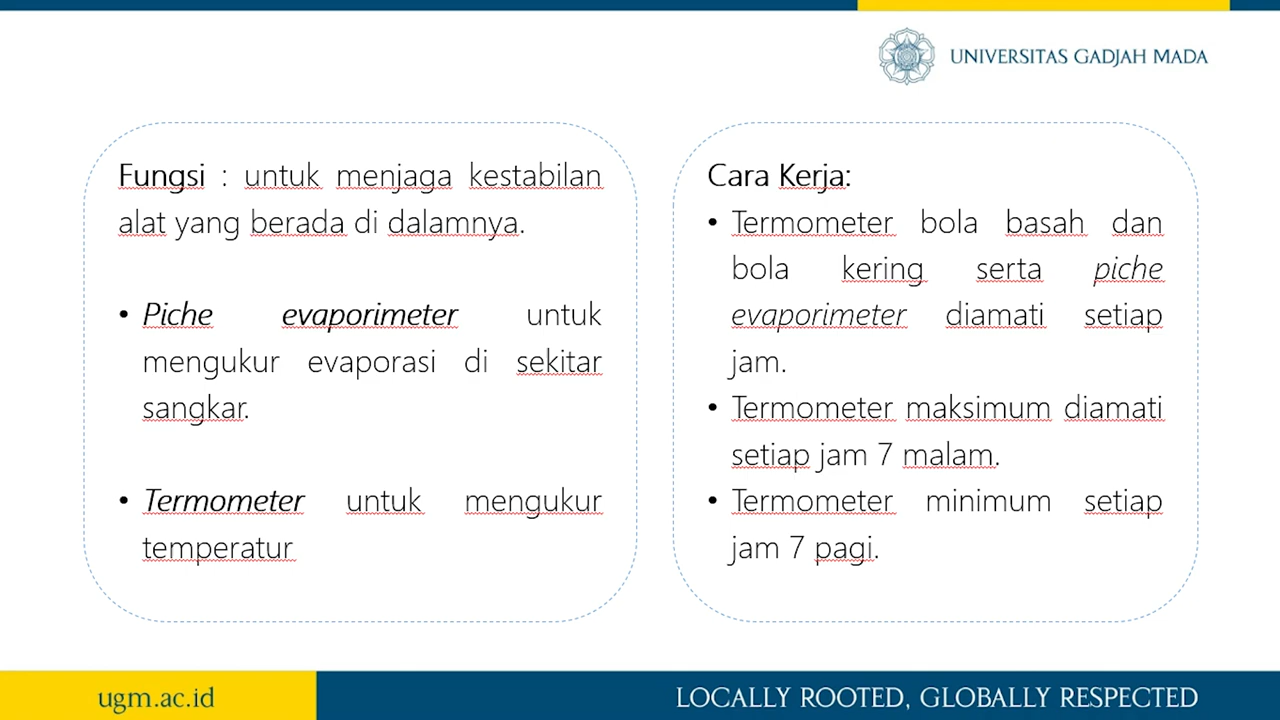 UNIVERSITAS GADJAH MADA
Fungsi : untuk menjaga kestabilan
alat yang berada di dalamnya.
• Piche evaporimeter untuk
mengukur evaporasi di sekitar
sangkar.
• Termometer untuk mengukur
temperatur
Cara Kerja:
• Termometer bola basah dan
bola kering serta piche
evaporimeter diamati setiap
jam.
• Termometer maksimum diamati
setiap jam 7 malam.
• Termometer minimum setiap
jam 7 pagi.
ugm.ac.id
LOCALLY ROOTED, GLOBALLY RESPECTED